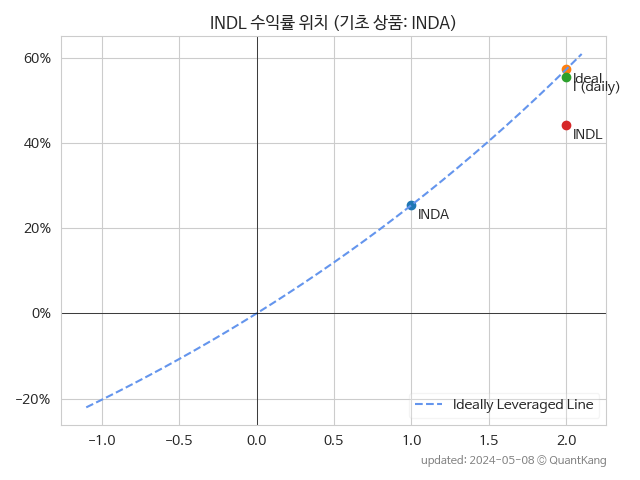 INDL 수익률 위치 (기초 상품: INDA)
60%
40%
20%
0%
−20%
Ideal
(daily)
INDL
INDA
Ideally Leveraged Line
−1.0
−0.5
0.0
0.5
1.0
1.5
2.0
updated: 2024-05-08 © QuantKang